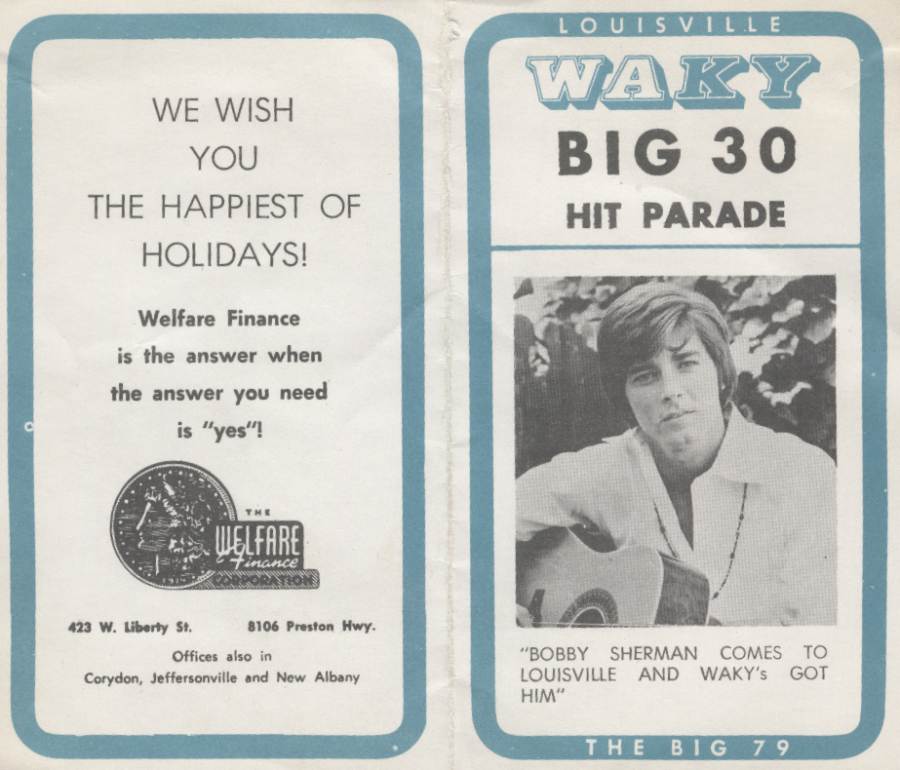 WE WISH
YOU
THE HAPPIEST OF
HOLIDAYS!
Welfare Finance
is the answer when
the answer you need
is "yes"!
THE
WELFARE
Finance
CORPORATION
423 W. Liberty St. 8106 Preston Hwy.
Offices also in
Corydon, Jeffersonville and New Albany
LOUISVILLE
WAKY
BIG 30
HIT PARADE
"BOBBY SHERMAN COMES TO
LOUISVILLE AND WAKY's GOT
HIM"
THE BIG 79